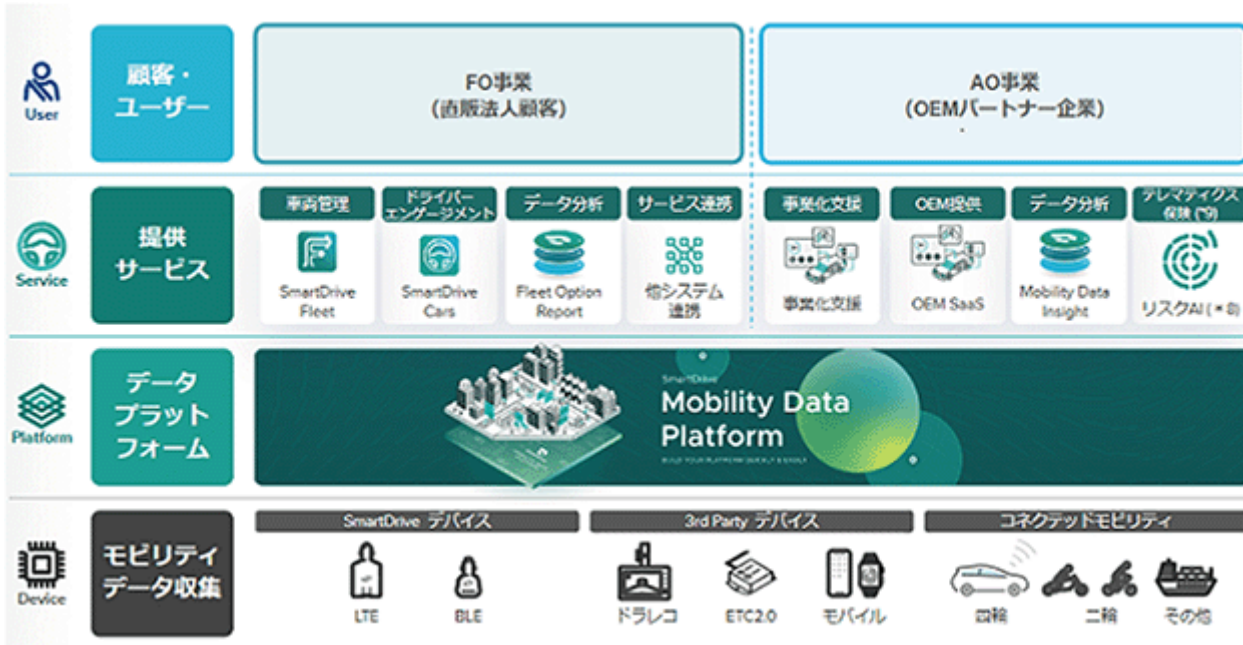 User
顧客・
ユーザー
FO事業
(直販法人顧客)
AO事業
(OEMパートナー企業)
Service
提供
サービス
車両管理
SmartDrive
Fleet
ドライバー
エンゲージメント
SmartDrive
Cars
データ分析
Fleet Option
Report
サービス連携
他システム
連携
事業化支援
事業化支援
OEM提供
OEM SaaS
データ分析
Mobility Data
Insight
テレマティクス
保険(*9)
リスクAI(*8)
Platform
データ
プラット
フォーム
SmartDrive
Mobility Data
Platform
BUILD YOUR PLATFORM QUICKLY & EASILY
Device
モビリティ
データ収集
SmartDrive デバイス
LTE
BLE
3rd Party デバイス
ドラレコ
ETC2.0
モバイル
コネクテッドモビリティ
四輪
二輪
その他